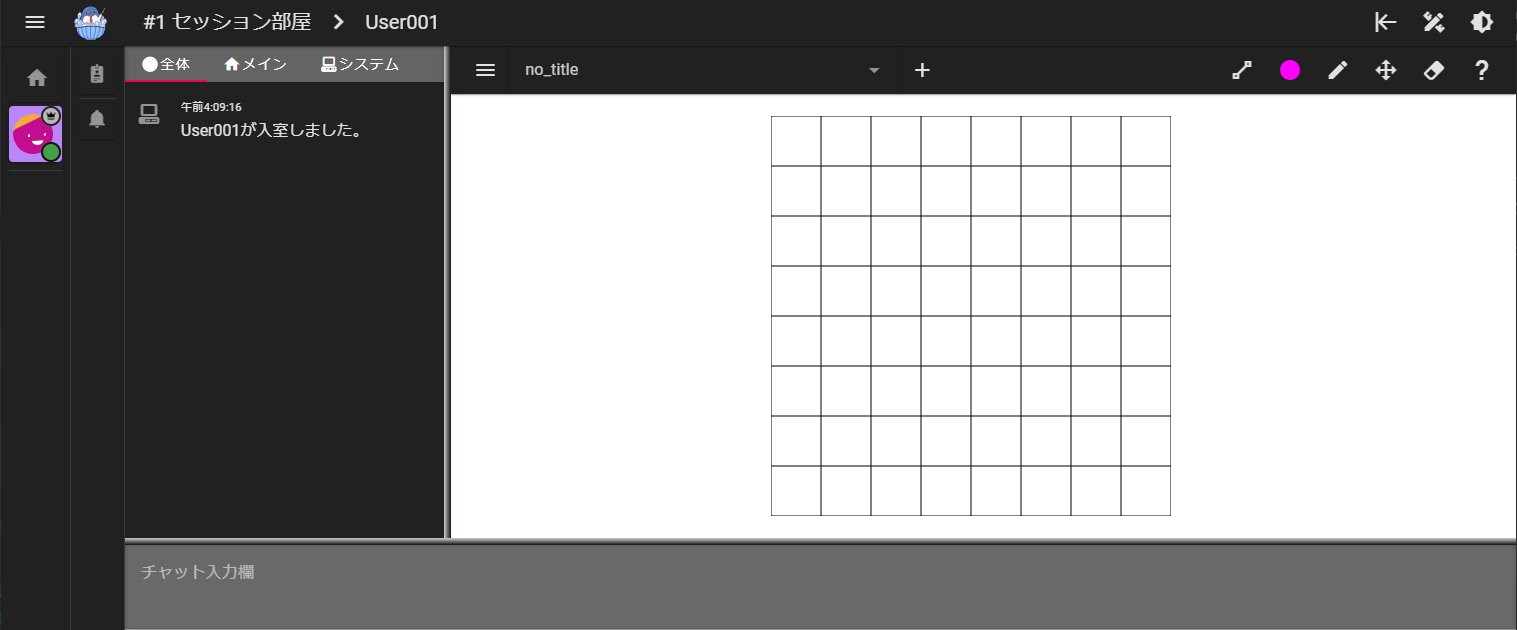 #1 セッション部屋 User001
全体 メイン システム
no_title
午前4:09:16
User001が入室しました。
チャット入力欄